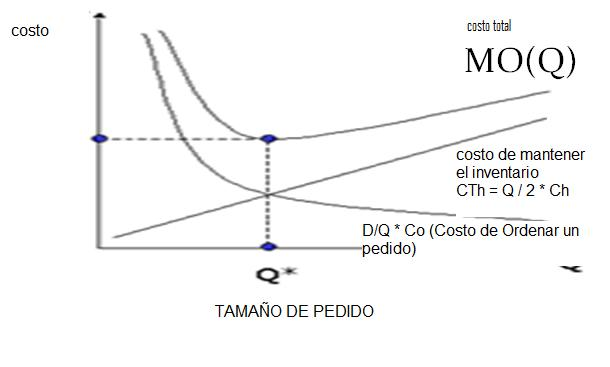 costo
costo total
MO(Q)
costo de mantener
el inventario
CTh = Q / 2 * Ch
D/Q * Co (Costo de Ordenar un
pedido)
Q*
TAMAÑO DE PEDIDO